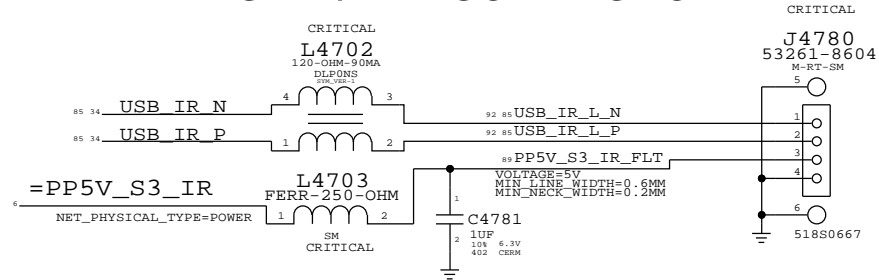 CRITICAL
J4780
53261-8604
M-RT-SM
CRITICAL
L4702
120-OHM-90MA
DLP0NS
SYM_VER-1
5
4 3
85 34 USB_IR_N
92 85 USB_IR_L_N
1
85 34 USB_IR_P
1 2
92 85 USB_IR_L_P
2
89 PP5V_S3_IR_FLT
3
VOLTAGE=5V
MIN_LINE_WIDTH=0.6MM
MIN_NECK_WIDTH=0.2MM
4
L4703
FERR-250-OHM
6 =PP5V_S3_IR
NET_PHYSICAL_TYPE=POWER
1 2
SM
CRITICAL
1
C4781
1UF
10% 6.3V
402 CERM
2
6
518S0667